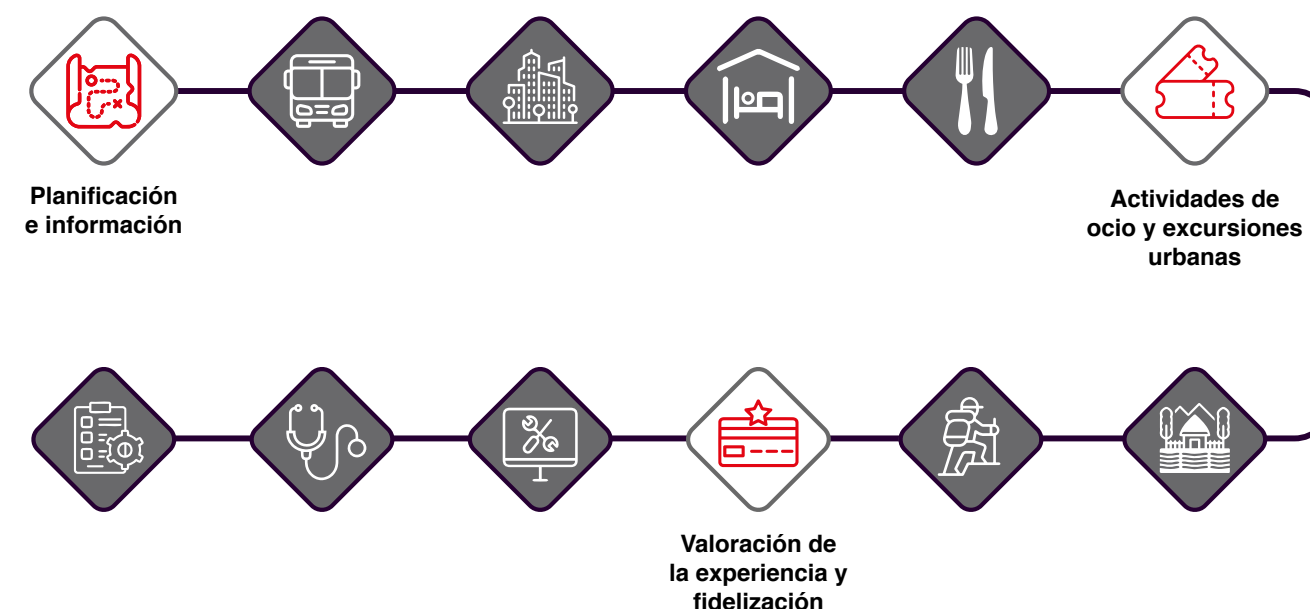 Planificación
e información
Actividades de
ocio y excursiones
urbanas
Valoración de
la experiencia y
fidelización